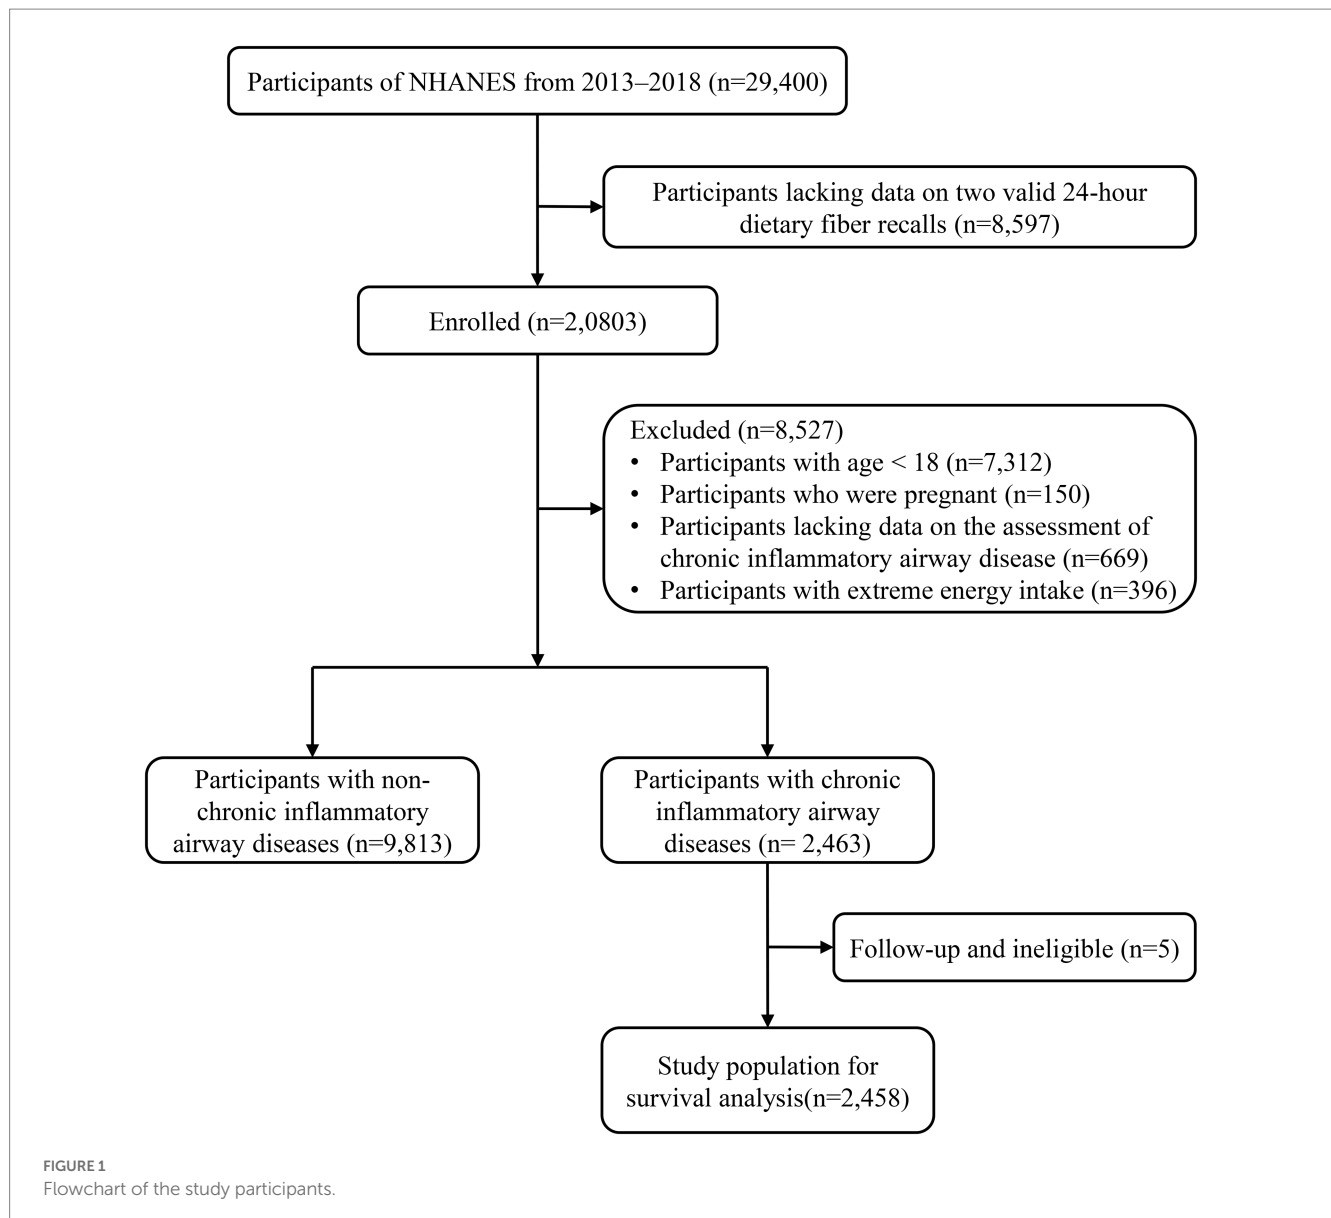 Participants of NHANES from 2013–2018 (n=29,400)
Participants lacking data on two valid 24-hour
dietary fiber recalls (n=8,597)
Enrolled (n=2,0803)
Excluded (n=8,527)
• Participants with age < 18 (n=7,312)
• Participants who were pregnant (n=150)
• Participants lacking data on the assessment of
chronic inflammatory airway disease (n=669)
• Participants with extreme energy intake (n=396)
Participants with non-
chronic inflammatory
airway diseases (n=9,813)
Participants with chronic
inflammatory airway
diseases (n= 2,463)
Follow-up and ineligible (n=5)
Study population for
survival analysis(n=2,458)
FIGURE 1
Flowchart of the study participants.